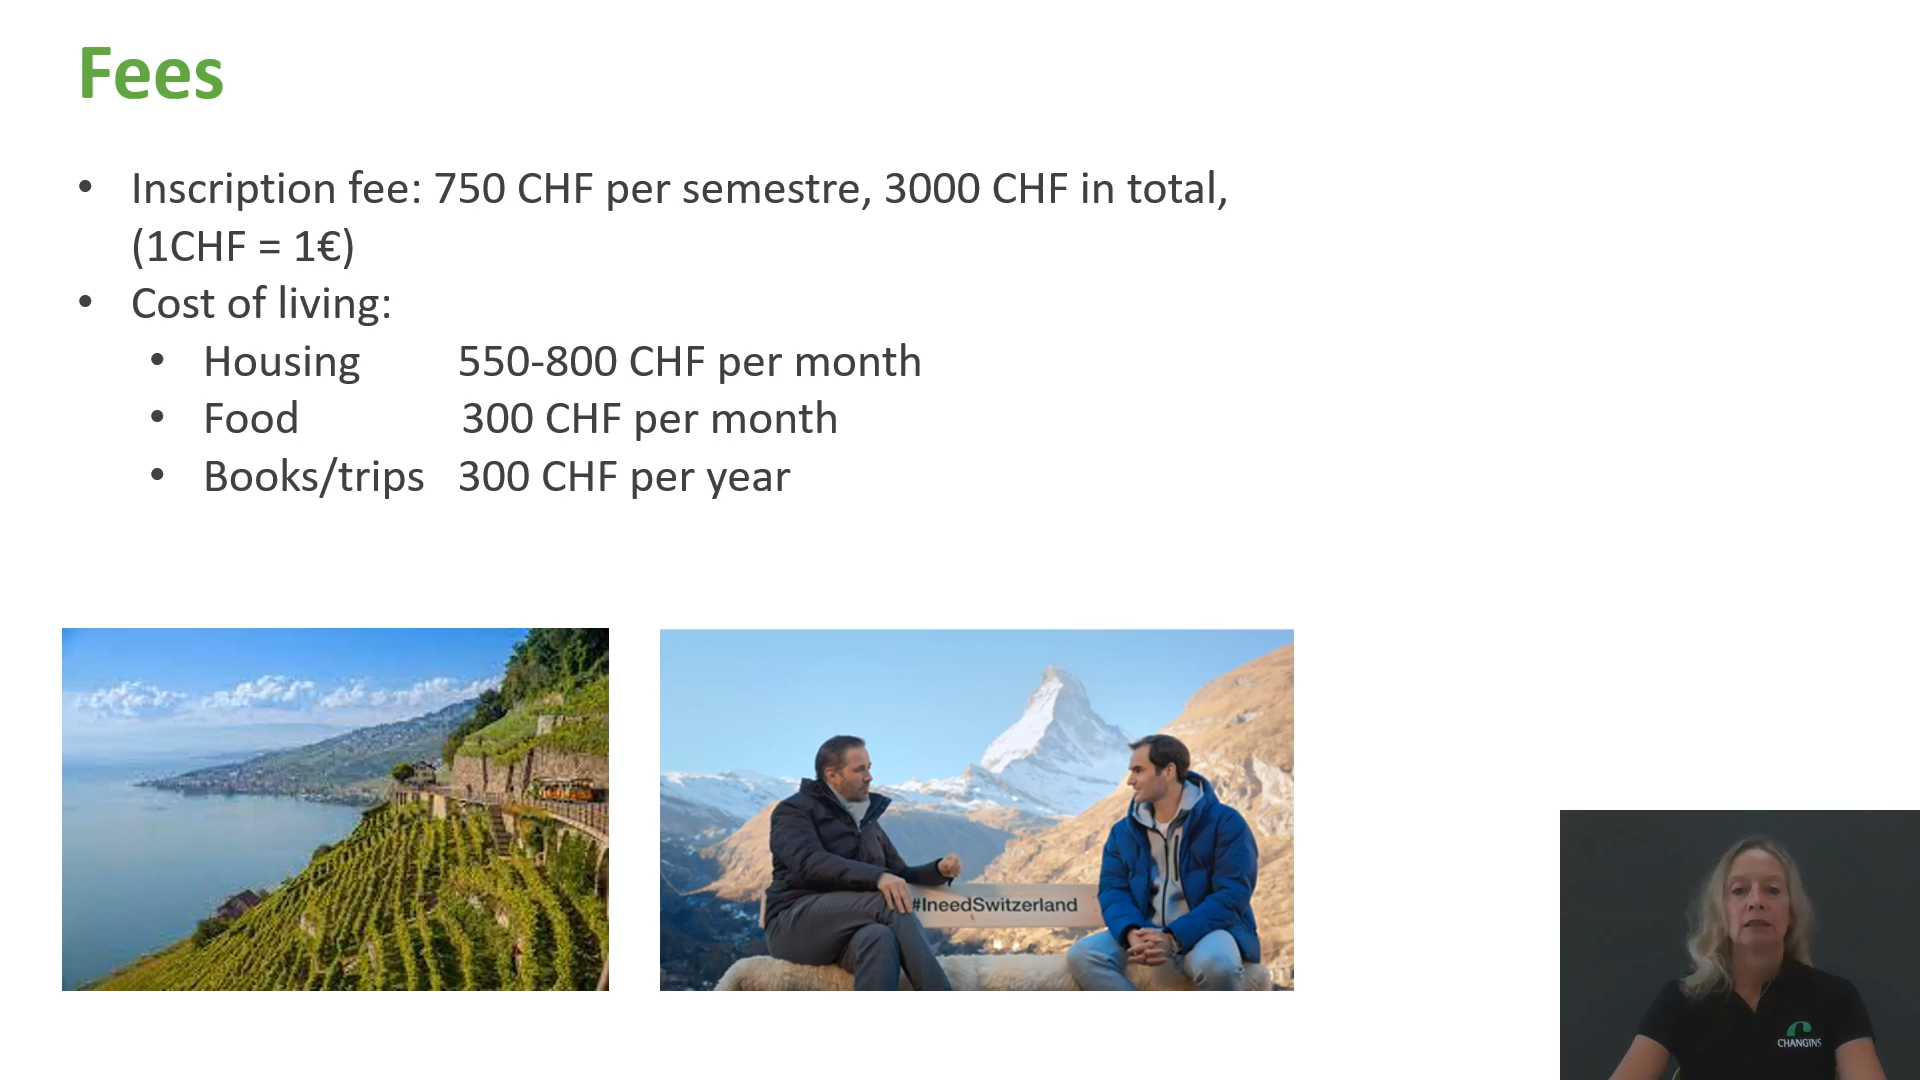 Fees
• Inscription fee: 750 CHF per semestre, 3000 CHF in total,
(1CHF = 1€)
• Cost of living:
• Housing 550-800 CHF per month
• Food 300 CHF per month
• Books/trips 300 CHF per year
#IneedSwitzerland
CHANGINS